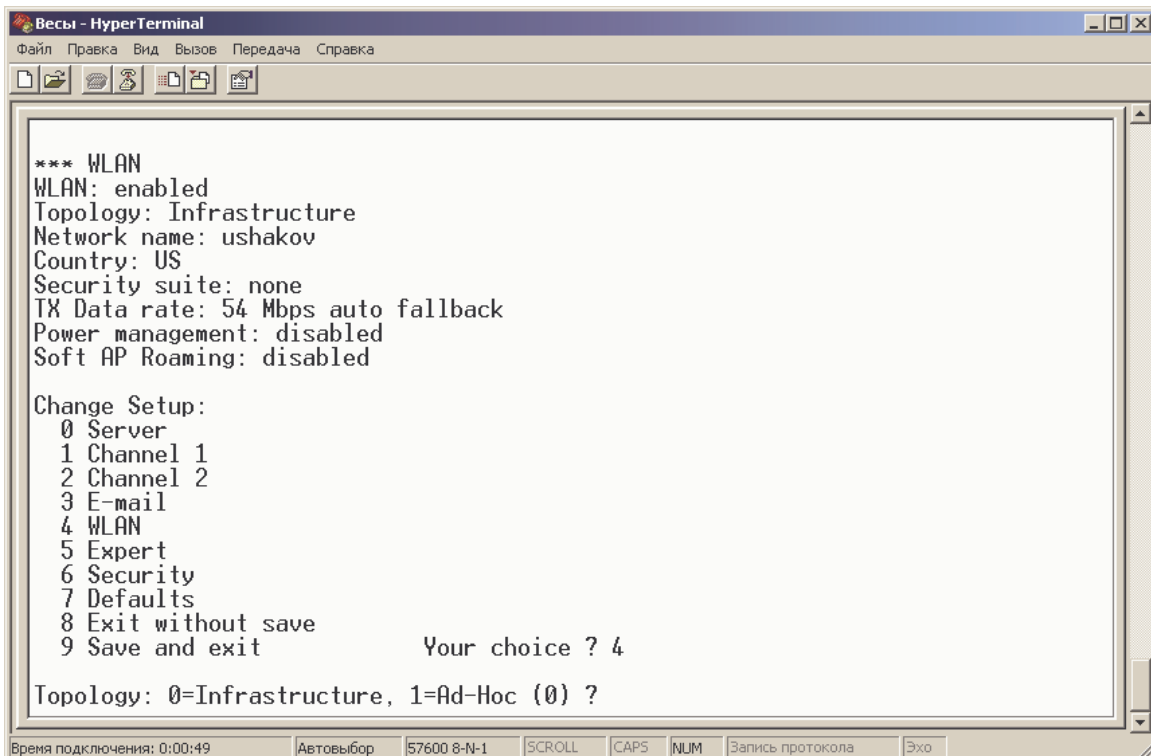 Весы - HyperTerminal
Файл Правка Вид Вызов Передача Справка
*** WLAN
WLAN: enabled
Topology: Infrastructure
Network name: ushakov
Country: US
Security suite: none
TX Data rate: 54 Mbps auto fallback
Power management: disabled
Soft AP Roaming: disabled
Change Setup:
0 Server
1 Channel 1
2 Channel 2
3 E-mail
4 WLAN
5 Expert
6 Security
7 Defaults
8 Exit without save
9 Save and exit Your choice ? 4
Topology: 0=Infrastructure, 1=Ad-Hoc (0) ?
Время подключения: 0:00:49 Автовыбор 57600 8-N-1 SCROLL CAPS NUM Запись протокола Эхо